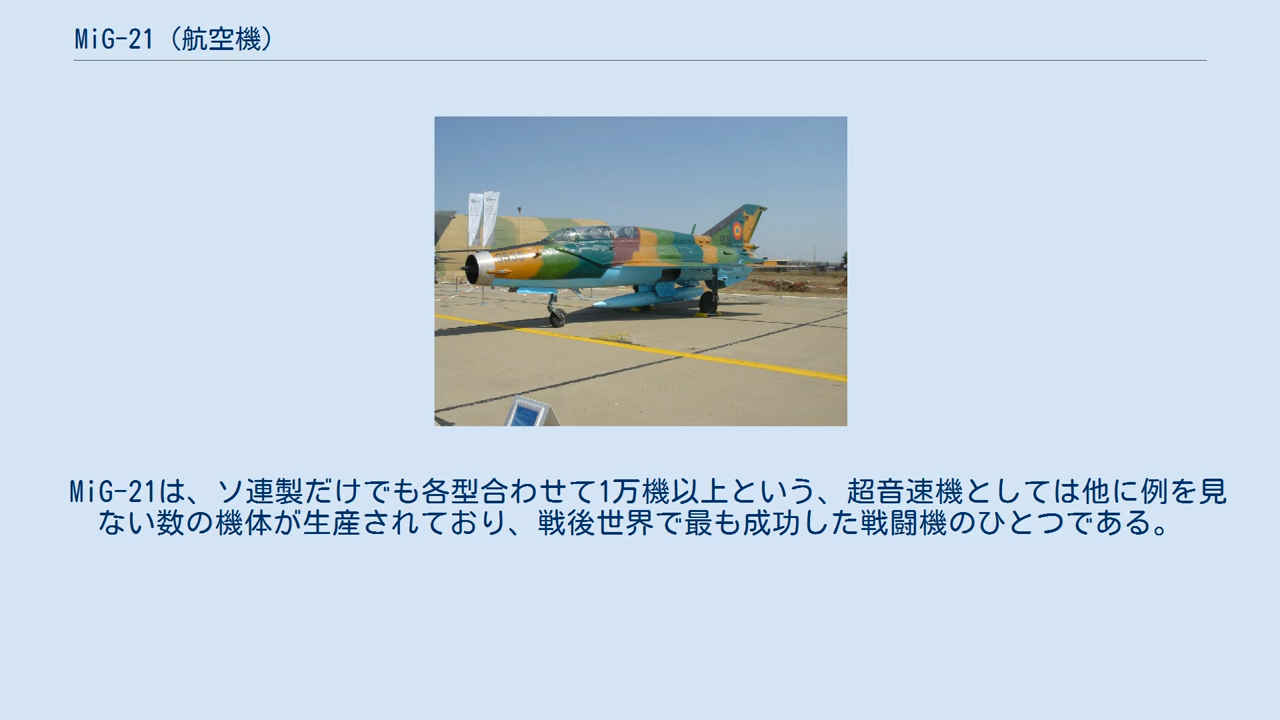 MiG-21（航空機）
MiG-21は、ソ連製だけでも各型合わせて1万機以上という、超音速機としては他に例を見
ない数の機体が生産されており、戦後世界で最も成功した戦闘機のひとつである。